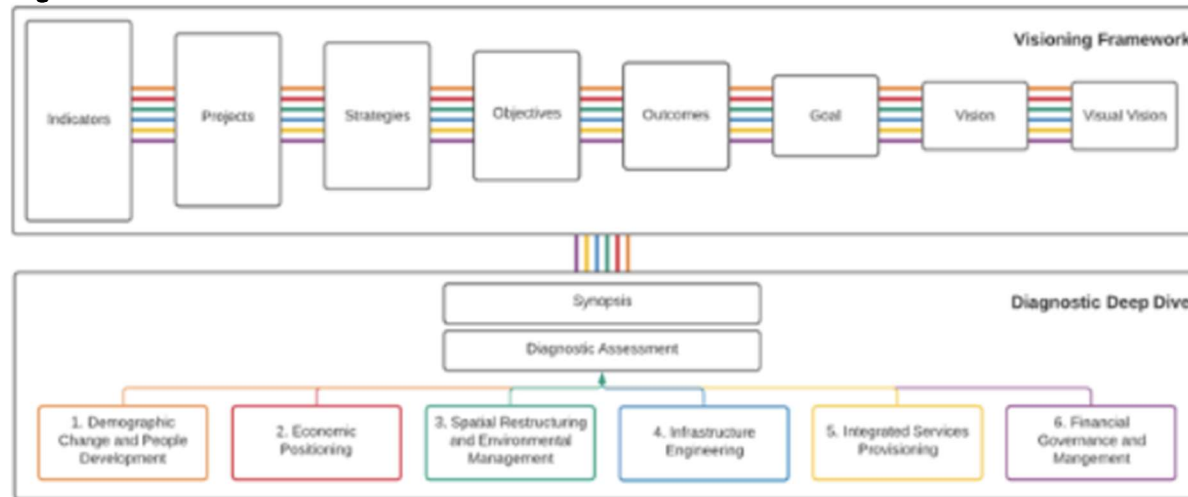 Visioning Framework
Indicators
Projects
Strategies
Objectives
Outcomes
Goal
Vision
Visual Vision
Diagnostic Deep Dive
Synopsis
Diagnostic Assessment
1. Demographic
Change and People
Development
2. Economic
Positioning
3. Spatial Restructuring
and Environmental
Management
4. Infrastructure
Engineering
5. Integrated Services
Provisioning
6. Financial
Governance and
Mangement